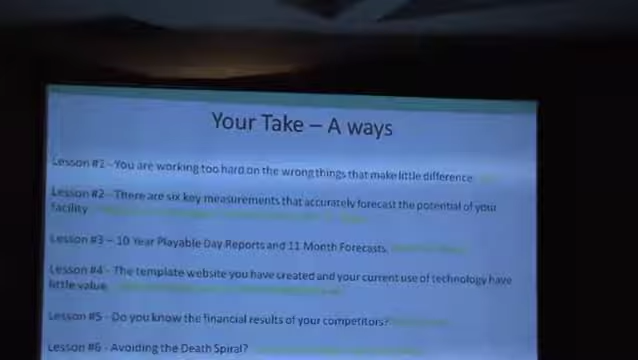 Your Take – A ways
Lesson #1 - You are working too hard on the wrong things that make little difference.
Lesson #2 - There are six key measurements that accurately forecast the potential of your
facility.
Lesson #3 – 10 Year Playable Day Reports and 11 Month Forecasts.
Lesson #4 - The template website you have created and your current use of technology have
little value.
Lesson #5 - Do you know the financial results of your competitors?
Lesson #6 - Avoiding the Death Spiral?